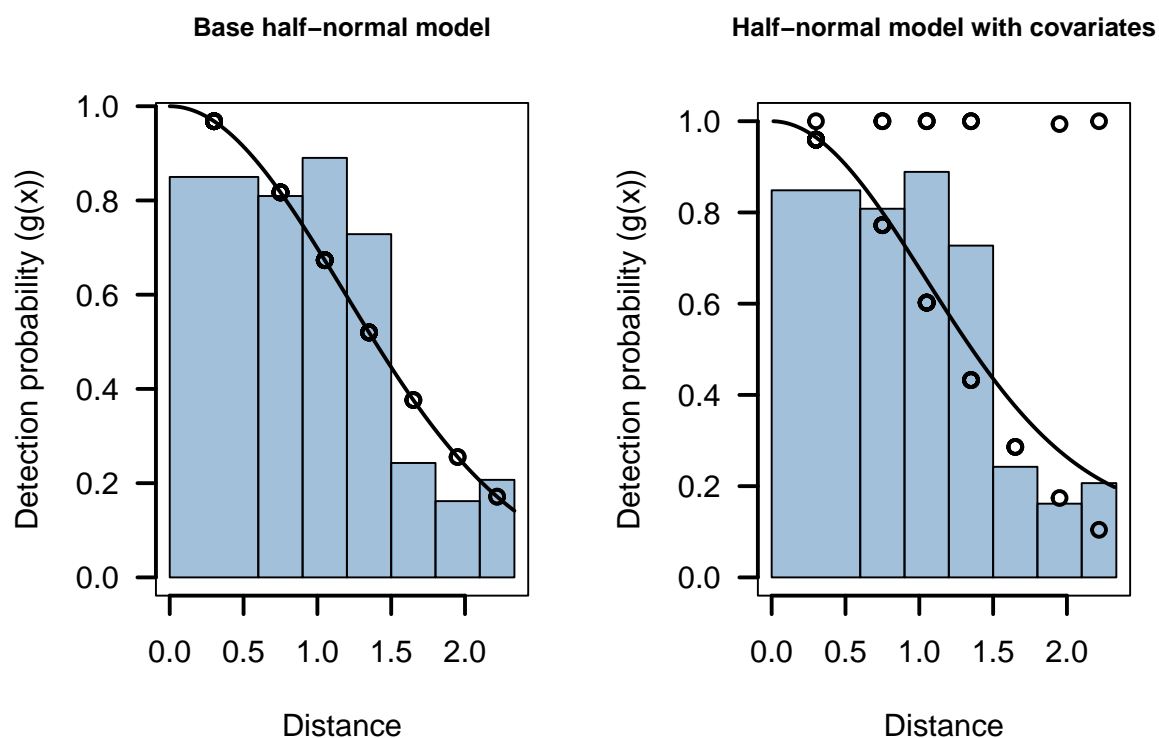 Base half−normal model
Detection probability (g(x))
1.0
0.8
0.6
0.4
0.2
0.0
0.0 0.5 1.0 1.5 2.0
Distance
Half−normal model with covariates
Detection probability (g(x))
1.0
0.8
0.6
0.4
0.2
0.0
0.0 0.5 1.0 1.5 2.0
Distance